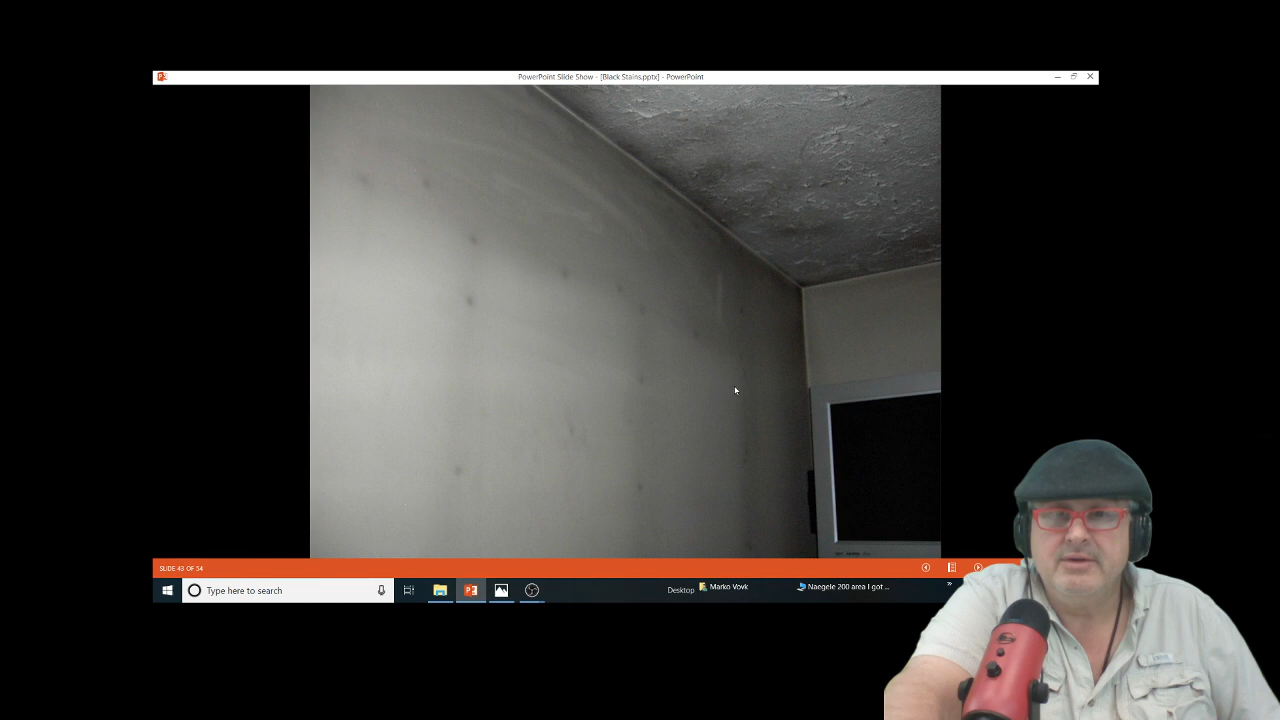 PowerPoint Slide Show - [Black Stains.pptx] - PowerPoint
SLIDE 43 OF 54
Type here to search
Desktop
Marko Vovk
Naegele 200 area I got ...